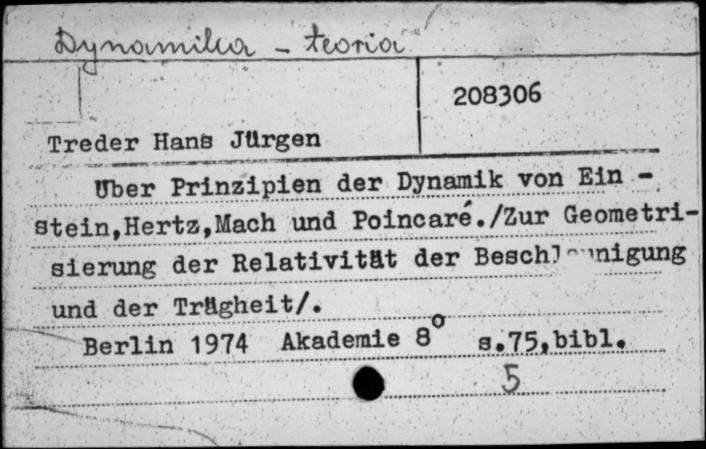 Dynamika - teoria
208306
Treder Hans Jürgen
Über Prinzipien der Dynamik von Ein -
stein,Hertz,Mach und Poincaré./Zur Geometri-
sierung der Relativität der
und der Trägheit/.
Berlin 1974 Akademie 8° s.75,bibl.
5